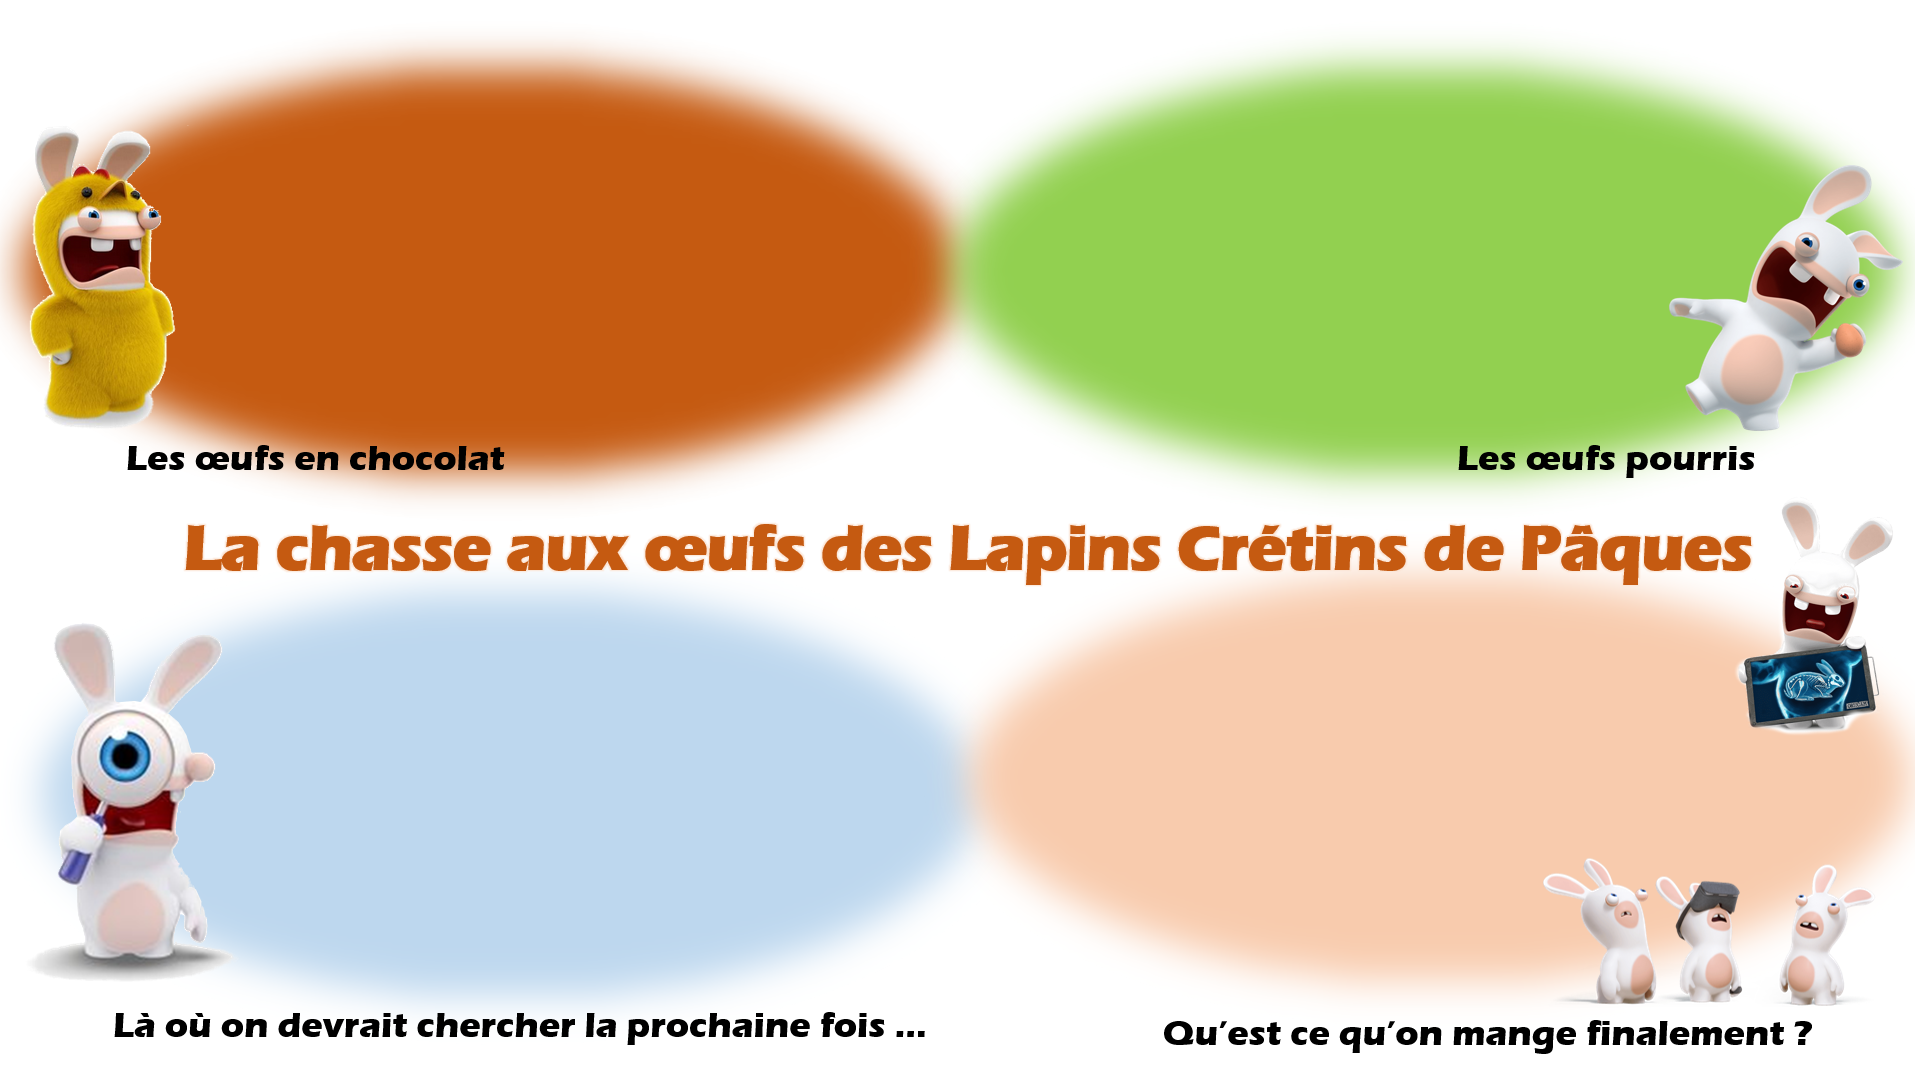 Les œufs en chocolat
Les œufs pourris
La chasse aux œufs des Lapins Crétins de Pâques
Là où on devrait chercher la prochaine fois ...
Qu’est ce qu’on mange finalement ?